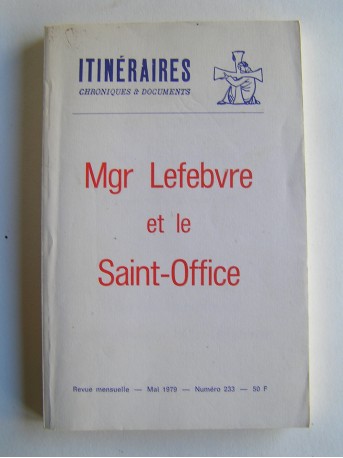 ITINÉRAIRES
CHRONIQUES & DOCUMENTS
Mgr Lefebvre
et le
Saint-Office
Revue mensuelle — Mai 1979 — Numéro 233 — 50 F